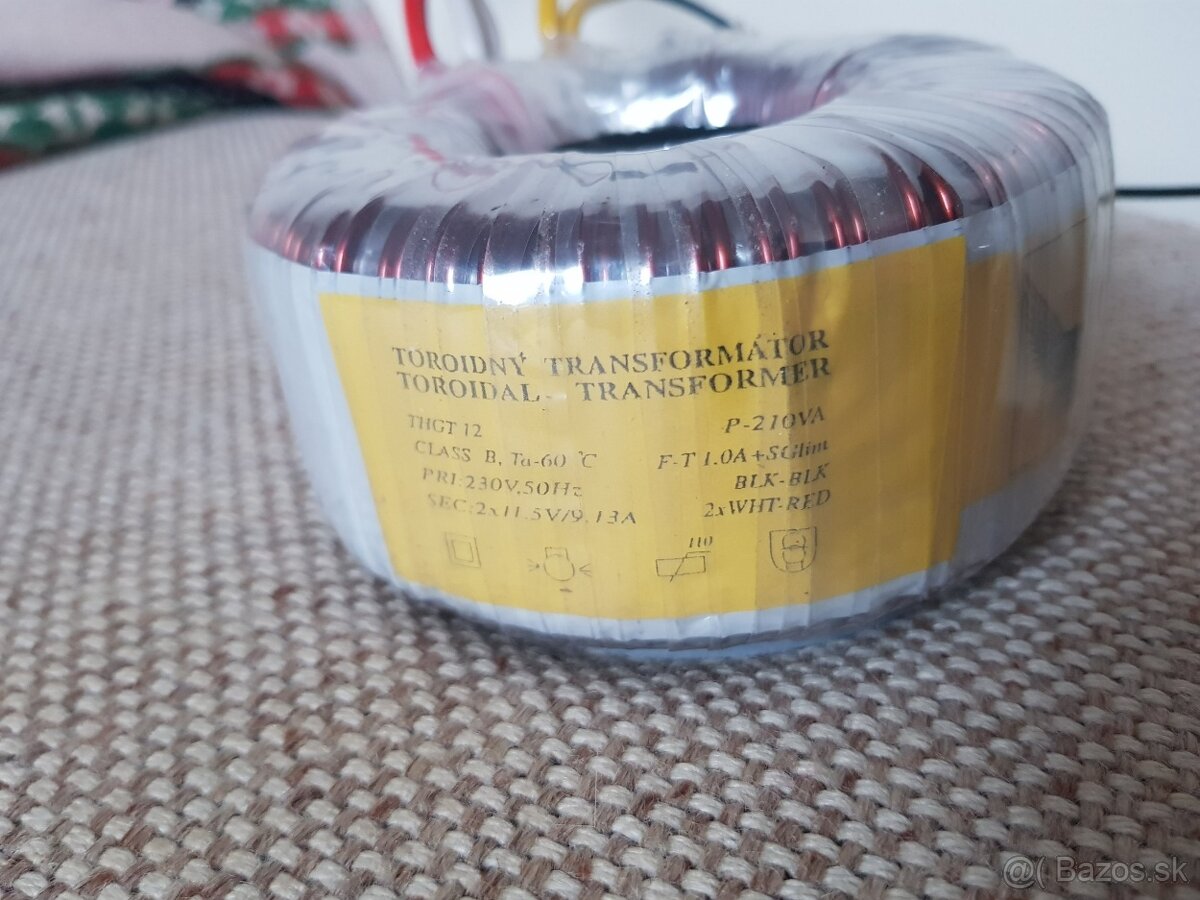 TOROIDNÝ TRANSFORMÁTOR
TOROIDAL TRANSFORMER
THGT 12 P-210VA
CLASS B, Ta-60 °C F-T 1.0A+SGlim
PRI:230V,50Hz BLK-BLK
SEC:2x11.5V/9.13A 2xWHT-RED
110
@( Bazos.sk